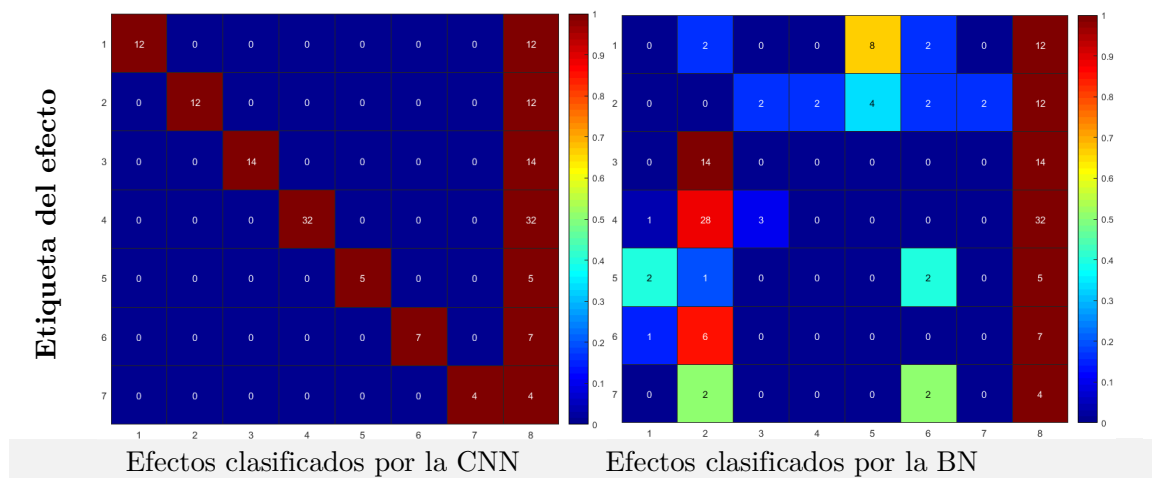 Etiqueta del efecto
1 12 0 0 0 0 0 0 12
2 0 12 0 0 0 0 0 12
3 0 0 14 0 0 0 0 14
4 0 0 0 32 0 0 0 32
5 0 0 0 0 5 0 0 5
6 0 0 0 0 0 7 0 7
7 0 0 0 0 0 0 4 4
1 2 3 4 5 6 7 8
1
0.9
0.8
0.7
0.6
0.5
0.4
0.3
0.2
0.1
0
1 0 2 0 0 8 2 0 12
2 0 0 2 2 4 2 2 12
3 0 14 0 0 0 0 0 14
4 1 28 3 0 0 0 0 32
5 2 1 0 0 0 2 0 5
6 1 6 0 0 0 0 0 7
7 0 2 0 0 0 2 0 4
1 2 3 4 5 6 7 8
1
0.9
0.8
0.7
0.6
0.5
0.4
0.3
0.2
0.1
0
Efectos clasificados por la CNN
Efectos clasificados por la BN